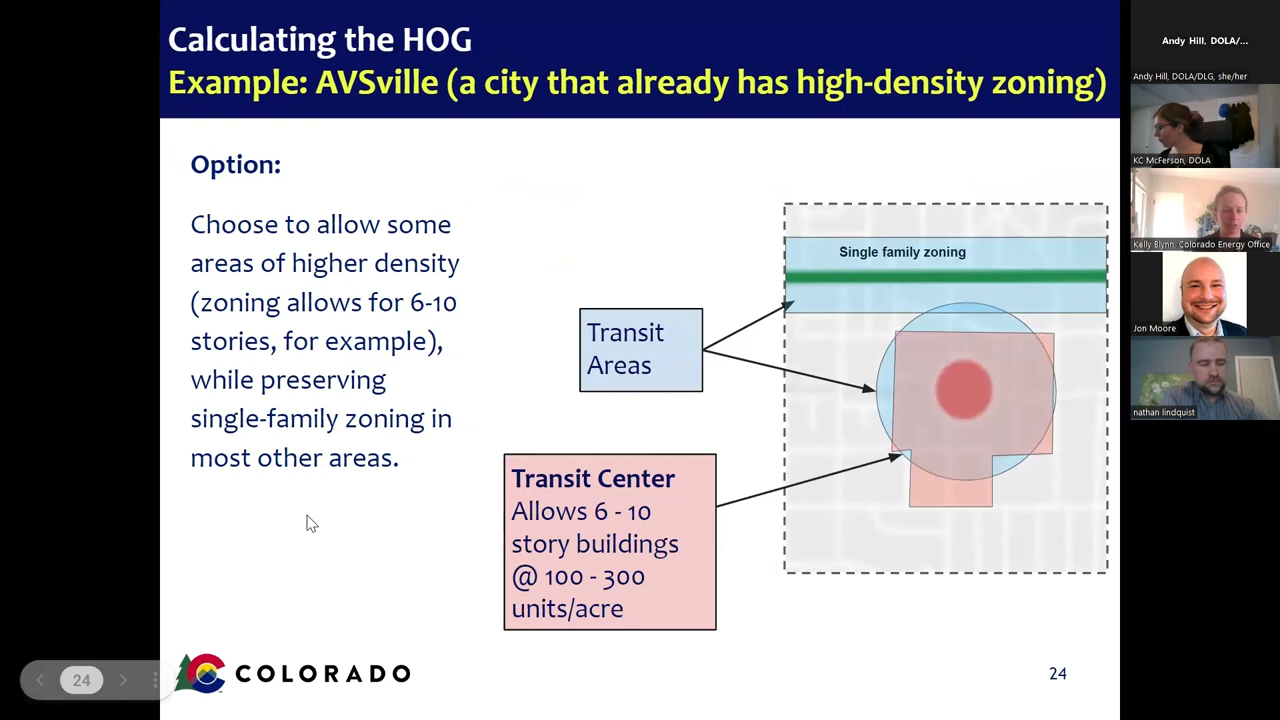 Calculating the HOG
Example: AVSville (a city that already has high-density zoning)
Option:
Choose to allow some
areas of higher density
(zoning allows for 6-10
stories, for example),
while preserving
single-family zoning in
most other areas.
Transit
Areas
Transit Center
Allows 6 - 10
story buildings
@ 100 - 300
units/acre
Single family zoning
COLORADO
24
24
Andy Hill, DOLA/...
Andy Hill, DOLA/DLG, she/her
KC McFerson, DOLA
Kelly Blynn, Colorado Energy Office
Jon Moore
nathan lindquist